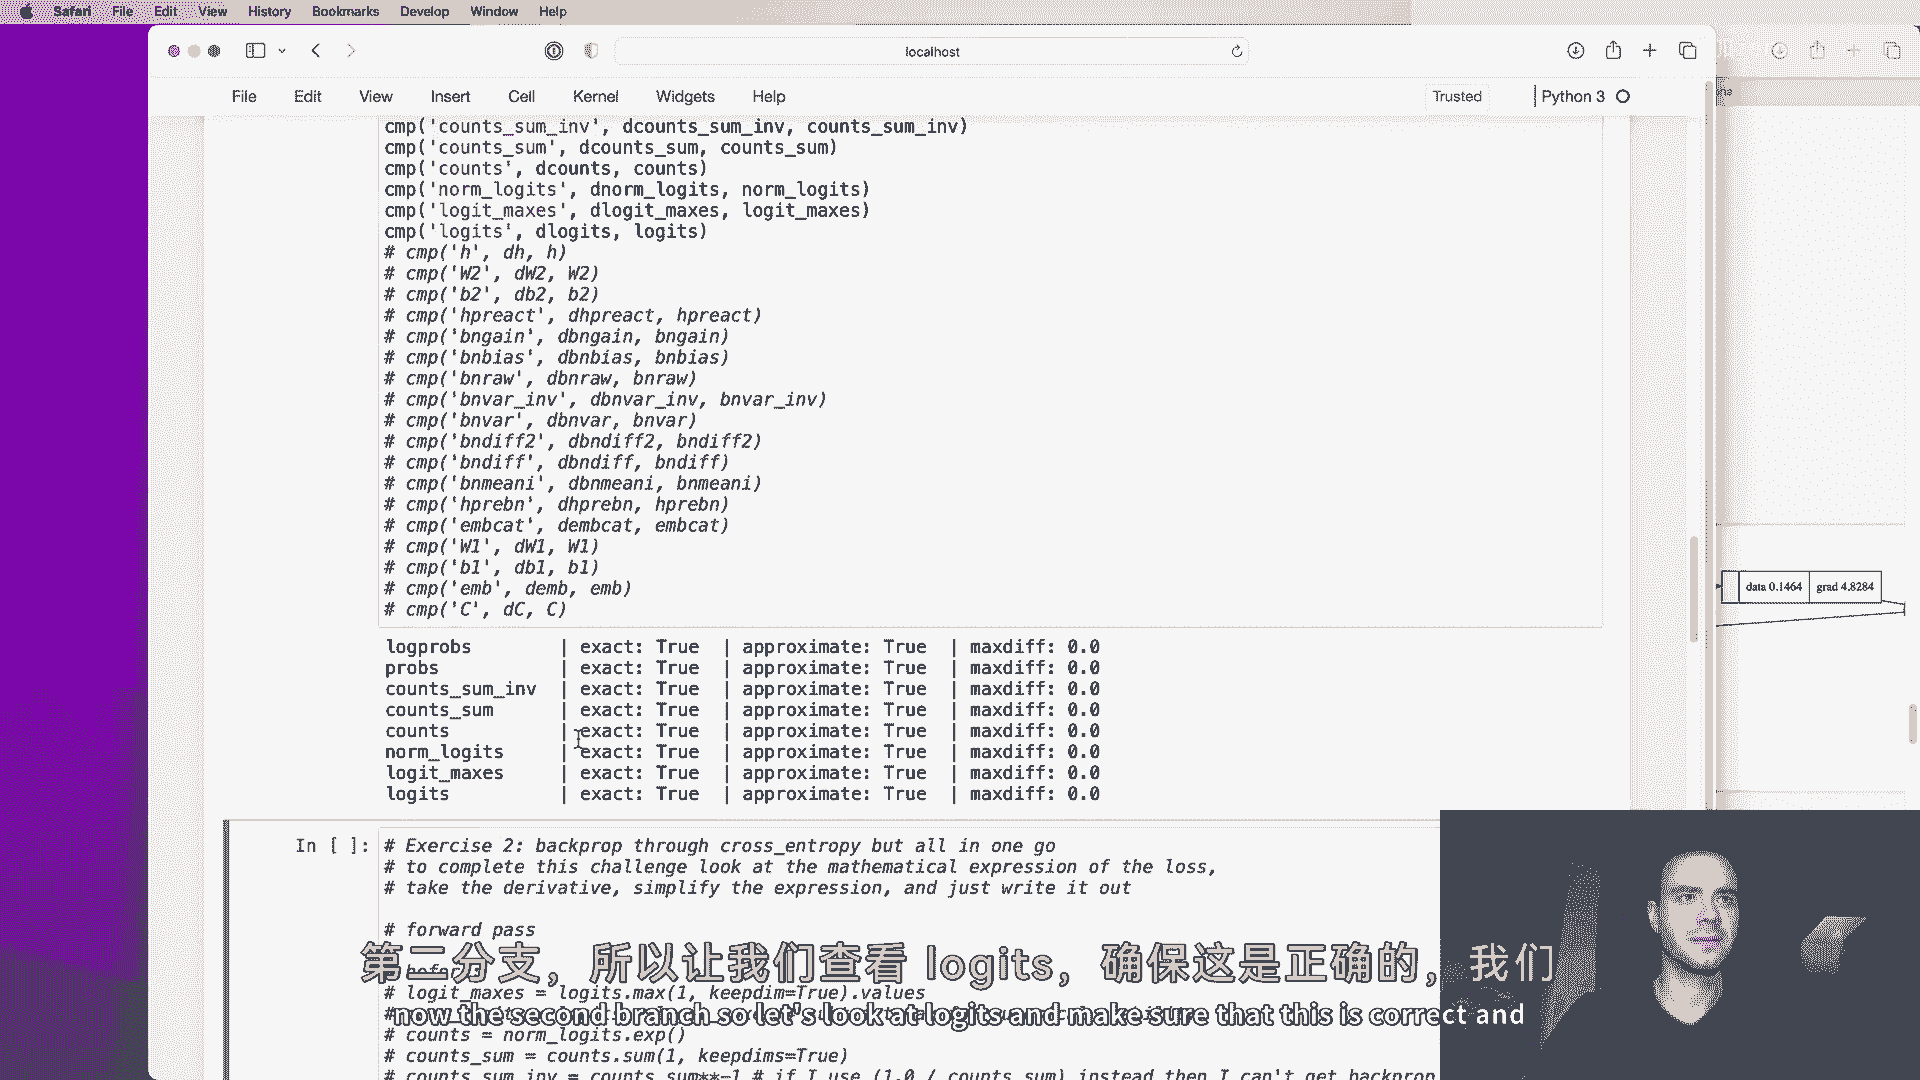 Safari File Edit View History Bookmarks Develop Window Help
localhost
File Edit View Insert Cell Kernel Widgets Help
Trusted
Python 3
cmp('counts_sum_inv', dcounts_sum_inv, counts_sum_inv)
cmp('counts_sum', dcounts_sum, counts_sum)
cmp('counts', dcounts, counts)
cmp('norm_logits', dnorm_logits, norm_logits)
cmp('logit_maxes', dlogit_maxes, logit_maxes)
cmp('logits', dlogits, logits)
# cmp('h', dh, h)
# cmp('W2', dW2, W2)
# cmp('b2', db2, b2)
# cmp('hpreact', dhpreact, hpreact)
# cmp('bngain', dbngain, bngain)
# cmp('bnbias', dbnbias, bnbias)
# cmp('bnraw', dbnraw, bnraw)
# cmp('bnvar_inv', dbnvar_inv, bnvar_inv)
# cmp('bnvar', dbnvar, bnvar)
# cmp('bndiff2', dbndiff2, bndiff2)
# cmp('bndiff', dbndiff, bndiff)
# cmp('bnmeani', dbnmeani, bnmeani)
# cmp('hprebn', dhprebn, hprebn)
# cmp('embcat', dembcat, embcat)
# cmp('W1', dW1, W1)
# cmp('b1', db1, b1)
# cmp('emb', demb, emb)
# cmp('C', dC, C)
data 0.1464 grad 4.8284
logprobs | exact: True | approximate: True | maxdiff: 0.0
probs | exact: True | approximate: True | maxdiff: 0.0
counts_sum_inv | exact: True | approximate: True | maxdiff: 0.0
counts_sum | exact: True | approximate: True | maxdiff: 0.0
counts | exact: True | approximate: True | maxdiff: 0.0
norm_logits | exact: True | approximate: True | maxdiff: 0.0
logit_maxes | exact: True | approximate: True | maxdiff: 0.0
logits | exact: True | approximate: True | maxdiff: 0.0
In [ ]: # Exercise 2: backprop through cross_entropy but all in one go
# to complete this challenge look at the mathematical expression of the loss,
# take the derivative, simplify the expression, and just write it out
# forward pass
第二分支，所以让我们查看 logits，确保这是正确的，我们
# logit_maxes = logits.max(1, keepdim=True).values
now the second branch so let's look at logits and make sure that this is correct and
# counts = norm_logits.exp()
# counts_sum = counts.sum(1, keepdims=True)
# counts_sum_inv = counts_sum**-1 # if I use (1.0 / counts_sum) instead then I can't get backprop